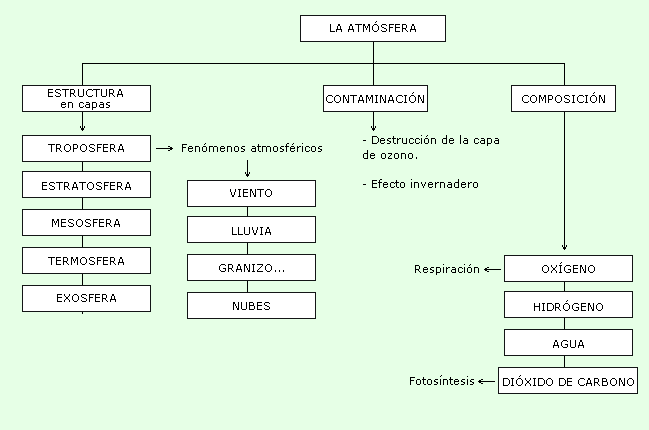 LA ATMÓSFERA
ESTRUCTURA
en capas
CONTAMINACIÓN
COMPOSICIÓN
TROPOSFERA
Fenómenos atmosféricos
- Destrucción de la capa
de ozono.
- Efecto invernadero
ESTRATOSFERA
MESOSFERA
TERMOSFERA
EXOSFERA
VIENTO
LLUVIA
GRANIZO...
NUBES
Respiración
OXÍGENO
HIDRÓGENO
AGUA
Fotosíntesis
DIÓXIDO DE CARBONO